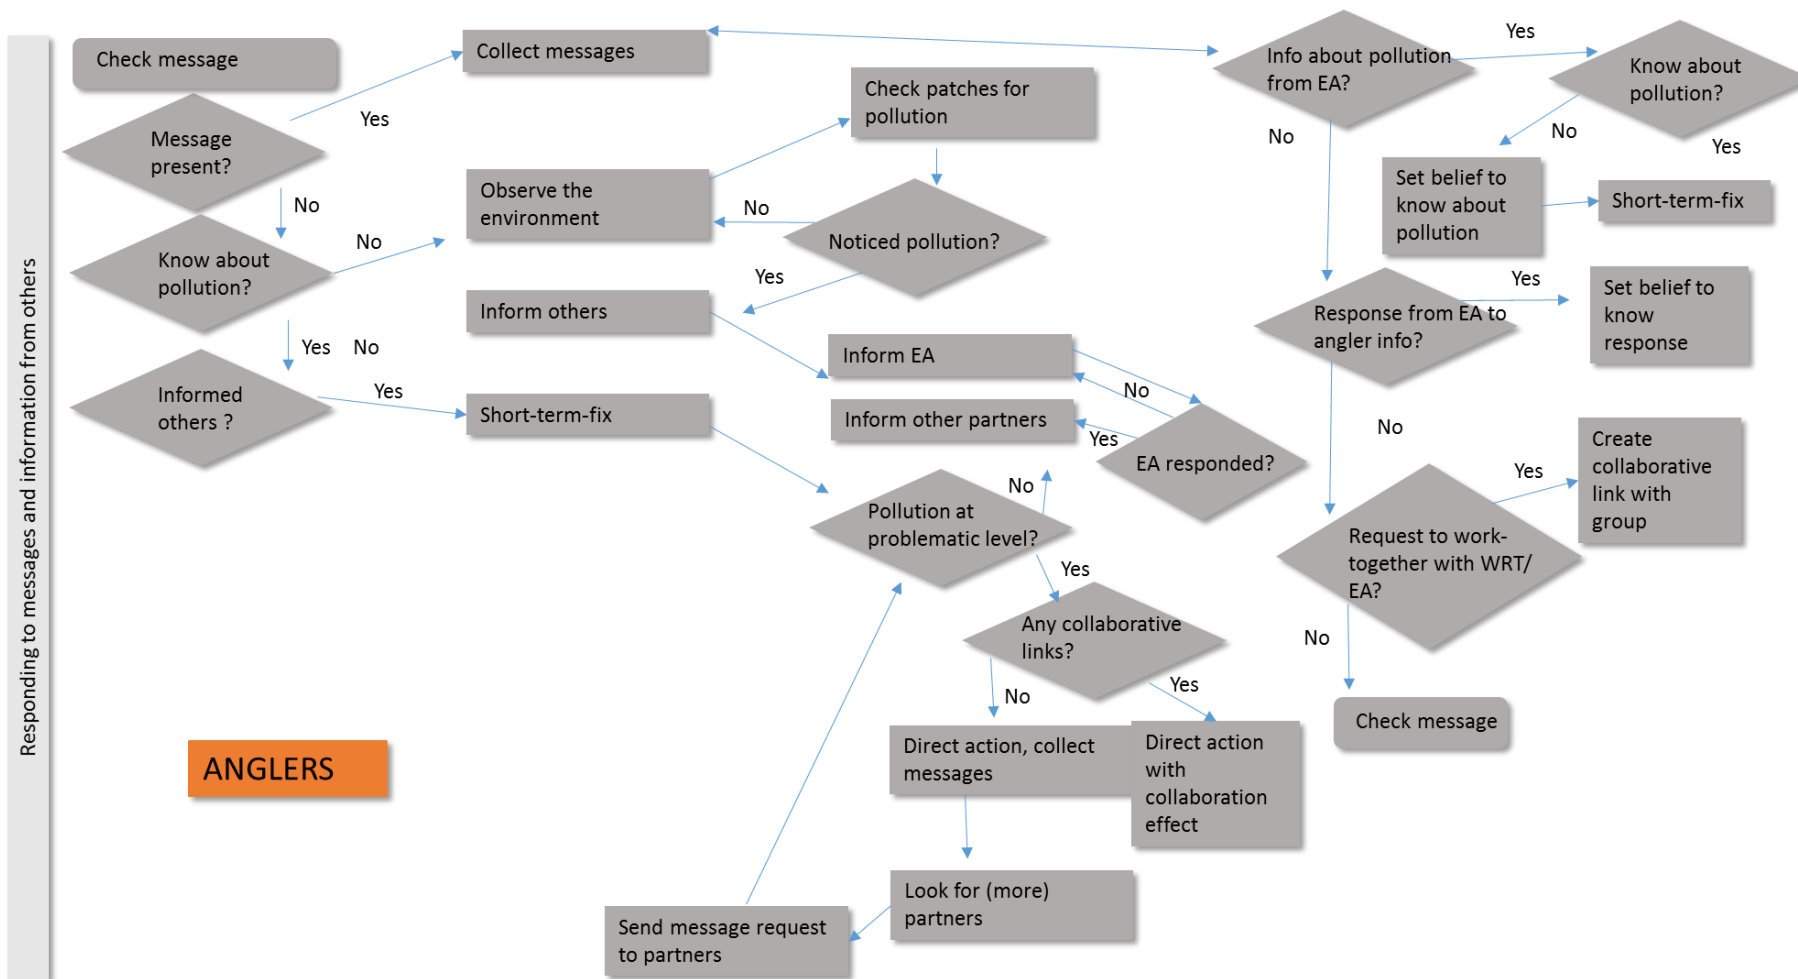 Responding to messages and information from others
Check message
Message
present?
Yes
No
Know about
pollution?
No
Yes
No
Informed
others ?
Yes
Collect messages
Check patches for
pollution
Observe the
environment
No
Noticed pollution?
Yes
Inform others
Inform EA
No
Inform other partners
Yes
EA responded?
Short-term-fix
Pollution at
problematic level?
No
Yes
Any collaborative
links?
No
Yes
Direct action, collect
messages
Direct action
with
collaboration
effect
Look for (more)
partners
Send message request
to partners
ANGLERS
Info about pollution
from EA?
Yes
Know about
pollution?
No
No
Yes
Set belief to
know about
pollution
Short-term-fix
Response from EA to
angler info?
Yes
Set belief to
know
response
No
Request to work-
together with WRT/
EA?
Yes
Create
collaborative
link with
group
No
Check message